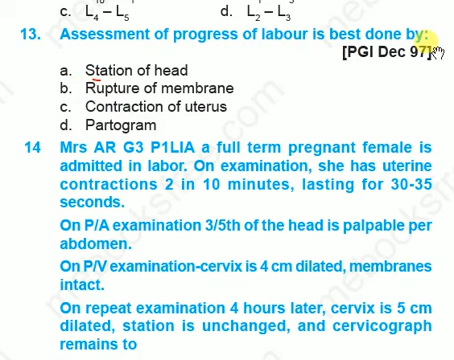 c. L4 – L5 d. L2 – L3
13. Assessment of progress of labour is best done by:
[PGI Dec 97]
a. Station of head
b. Rupture of membrane
c. Contraction of uterus
d. Partogram
14 Mrs AR G3 P1LIA a full term pregnant female is
admitted in labor. On examination, she has uterine
contractions 2 in 10 minutes, lasting for 30-35
seconds.
On P/A examination 3/5th of the head is palpable per
abdomen.
On P/V examination-cervix is 4 cm dilated, membranes
intact.
On repeat examination 4 hours later, cervix is 5 cm
dilated, station is unchanged, and cervicograph
remains to